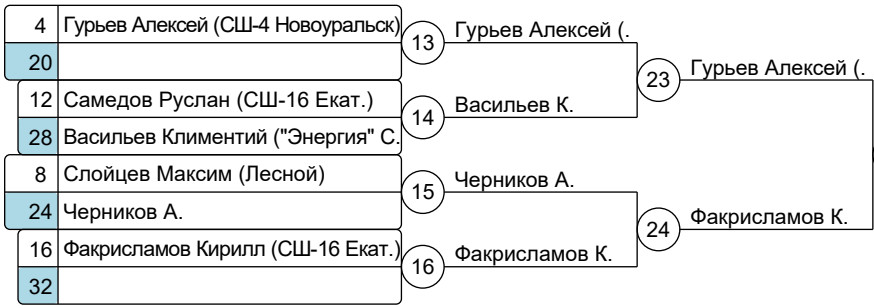 4 Гурьев Алексей (СШ-4 Новоуральск)
20
13 Гурьев Алексей (.
12 Самедов Руслан (СШ-16 Екат.)
28 Васильев Климентий ("Энергия" С.
14 Васильев К.
23 Гурьев Алексей (.
8 Слойцев Максим (Лесной)
24 Черников А.
15 Черников А.
16 Факрисламов Кирилл (СШ-16 Екат.)
32
16 Факрисламов К.
24 Факрисламов К.